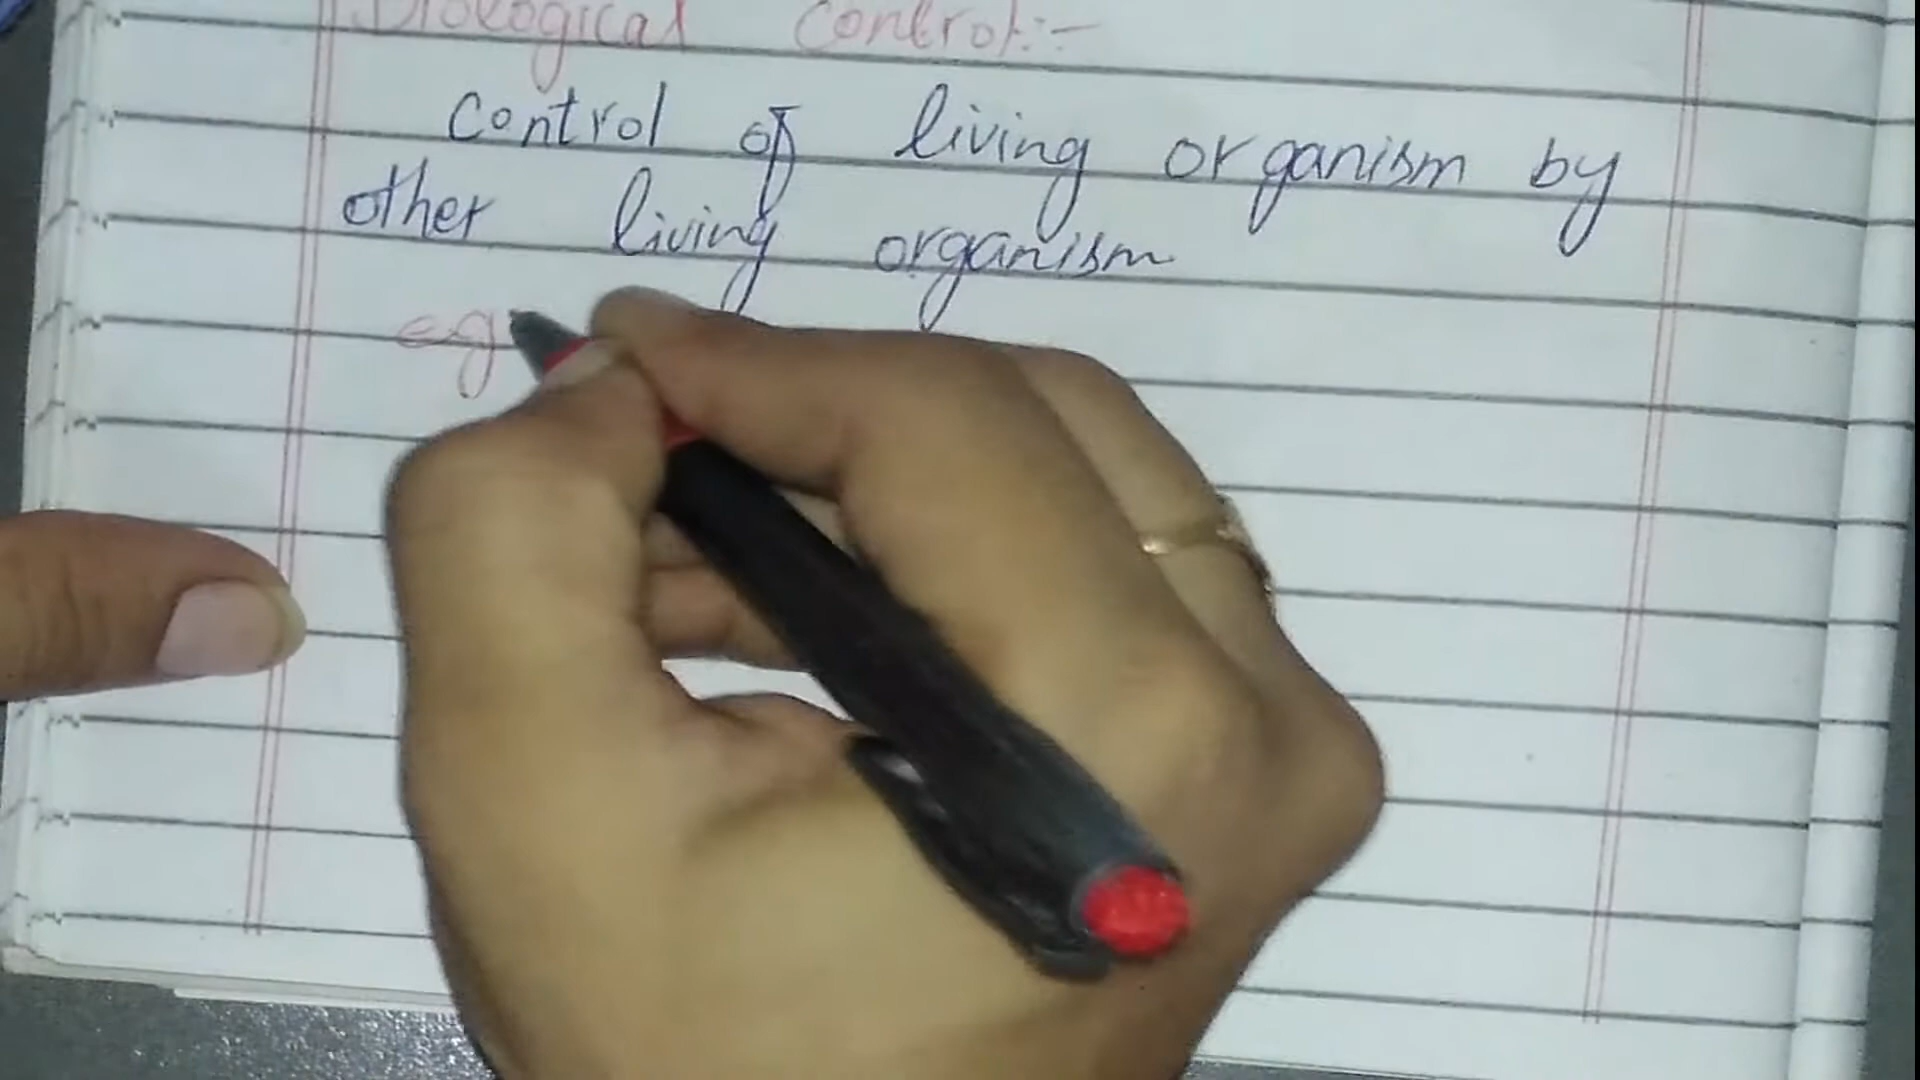 Biological Control:-
Control of living organism by
other living organism
eg